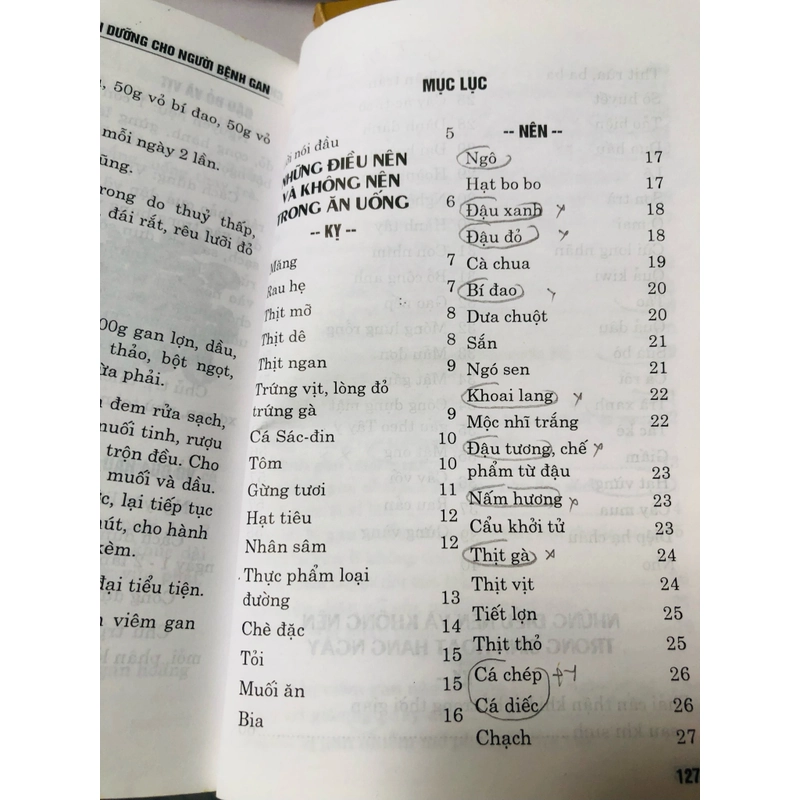 DƯỠNG CHO NGƯỜI BỆNH GAN
50g vỏ bí đao, 50g vỏ
mỗi ngày 2 lần.
rong do thuỷ thấp,
đái rắt, rêu lưỡi đỏ
00g gan lợn, dầu,
thảo, bột ngọt,
ừa phải.
đem rửa sạch,
muối tinh, rượu
trộn đều. Cho
muối và dầu.
lại tiếp tục
hút, cho hành
kèm.
đại tiểu tiện.
viêm gan
MỤC LỤC
nói đầu 5
NHỮNG ĐIỀU NÊN
VÀ KHÔNG NÊN
TRONG ĂN UỐNG 6
-- KỴ --
Măng 7
Rau hẹ 7
Thịt mỡ 8
Thịt dê 8
Thịt ngan 9
Trứng vịt, lòng đỏ
trứng gà 9
Cá Sác-đin 10
Tôm 10
Gừng tươi 11
Hạt tiêu 12
Nhân sâm 12
Thực phẩm loại
đường 13
Chè đặc 14
Tỏi 15
Muối ăn 15
Bia 16
-- NÊN --
Ngô 17
Hạt bo bo 17
Đậu xanh 18
Đậu đỏ 18
Cà chua 19
Bí đao 20
Dưa chuột 20
Sắn 21
Ngó sen 21
Khoai lang 22
Mộc nhĩ trắng 22
Đậu tương, chế
phẩm từ đậu 23
Nấm hương 23
Cẩu khởi tử 23
Thịt gà 24
Thịt vịt 24
Tiết lợn 25
Thịt thỏ 25
Cá chép 26
Cá diếc 26
Chạch 27
127